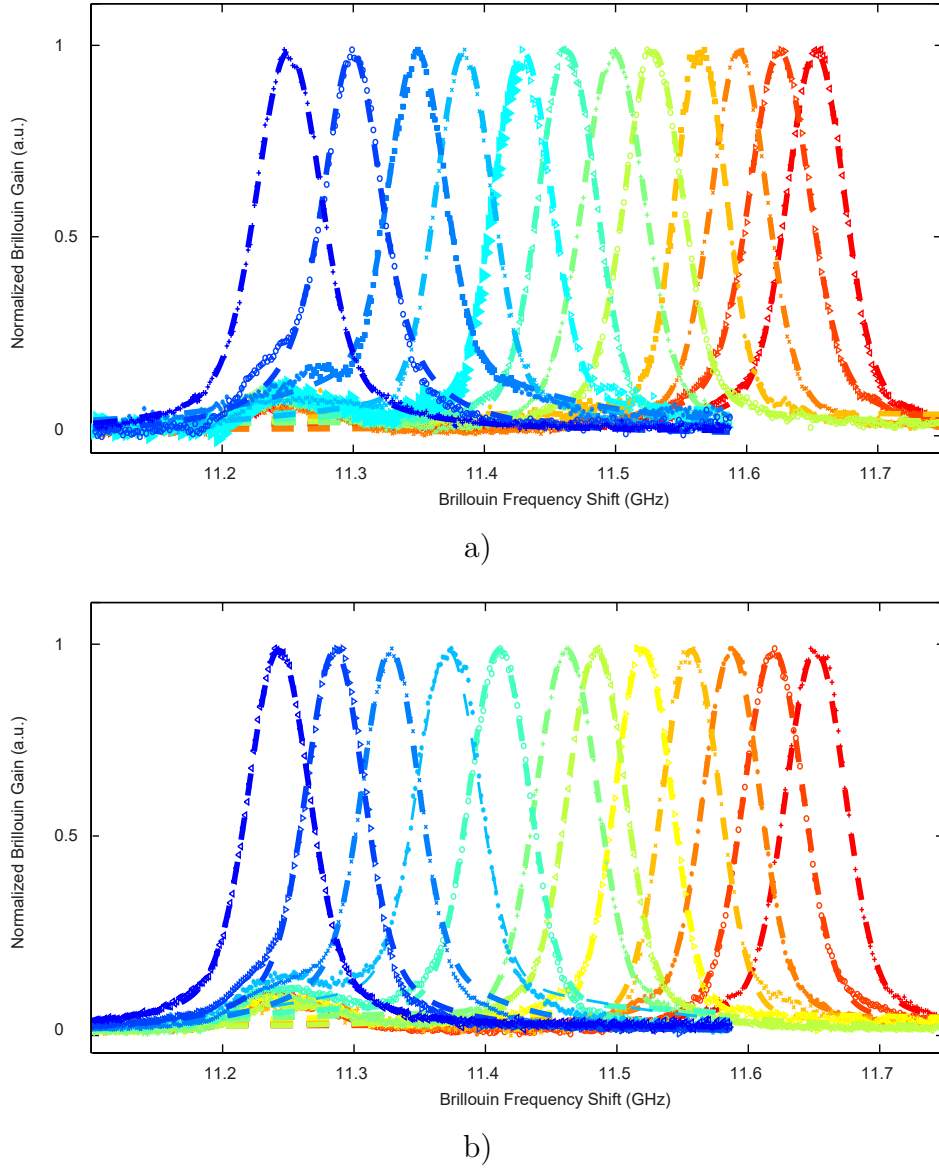 1
0.5
0
Normalized Brillouin Gain (a.u.)
11.2 11.3 11.4 11.5 11.6 11.7
Brillouin Frequency Shift (GHz)
a)
1
0.5
0
Normalized Brillouin Gain (a.u.)
11.2 11.3 11.4 11.5 11.6 11.7
Brillouin Frequency Shift (GHz)
b)